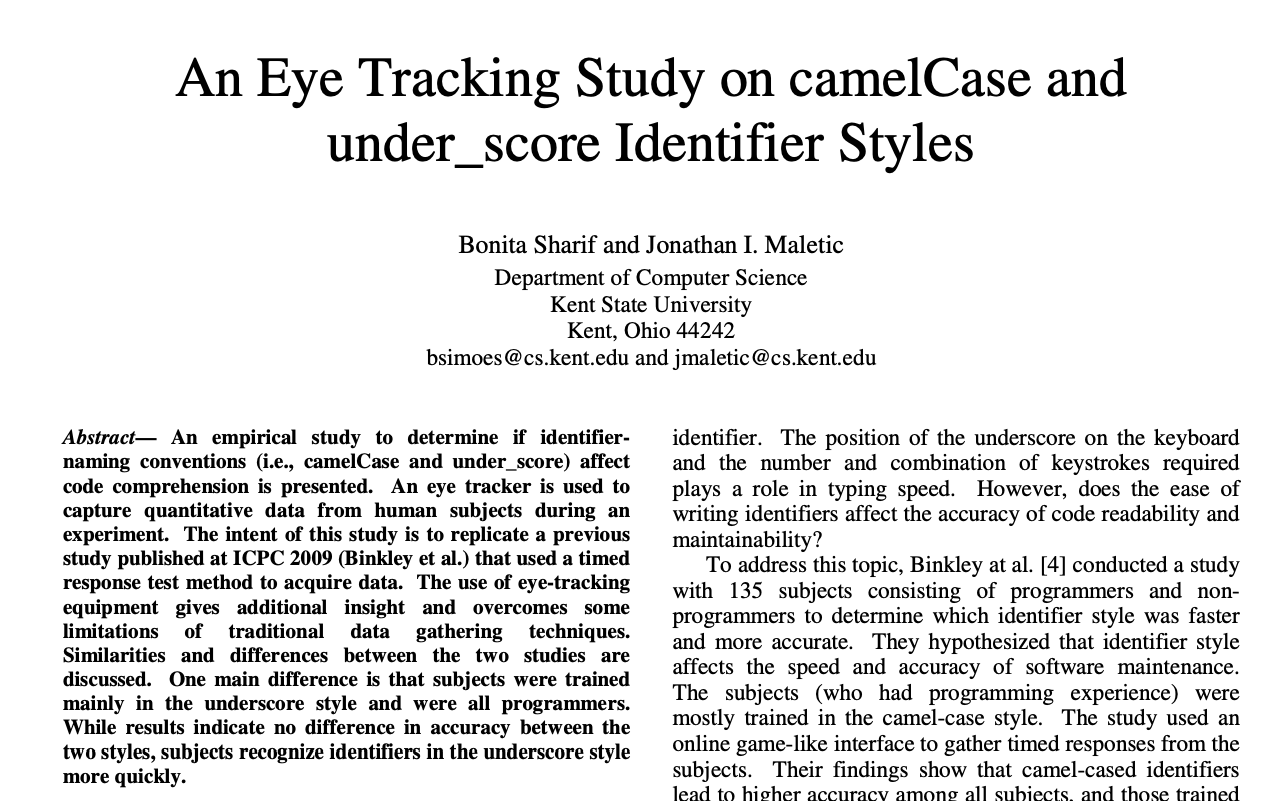 An Eye Tracking Study on camelCase and
under_score Identifier Styles
Bonita Sharif and Jonathan I. Maletic
Department of Computer Science
Kent State University
Kent, Ohio 44242
bsimoes@cs.kent.edu and jmaletic@cs.kent.edu
Abstract— An empirical study to determine if identifier-
naming conventions (i.e., camelCase and under_score) affect
code comprehension is presented. An eye tracker is used to
capture quantitative data from human subjects during an
experiment. The intent of this study is to replicate a previous
study published at ICPC 2009 (Binkley et al.) that used a timed
response test method to acquire data. The use of eye-tracking
equipment gives additional insight and overcomes some
limitations of traditional data gathering techniques.
Similarities and differences between the two studies are
discussed. One main difference is that subjects were trained
mainly in the underscore style and were all programmers.
While results indicate no difference in accuracy between the
two styles, subjects recognize identifiers in the underscore style
more quickly.
identifier. The position of the underscore on the keyboard
and the number and combination of keystrokes required
plays a role in typing speed. However, does the ease of
writing identifiers affect the accuracy of code readability and
maintainability?
To address this topic, Binkley at al. [4] conducted a study
with 135 subjects consisting of programmers and non-
programmers to determine which identifier style was faster
and more accurate. They hypothesized that identifier style
affects the speed and accuracy of software maintenance.
The subjects (who had programming experience) were
mostly trained in the camel-case style. The study used an
online game-like interface to gather timed responses from the
subjects. Their findings show that camel-cased identifiers
lead to higher accuracy among all subjects, and those trained